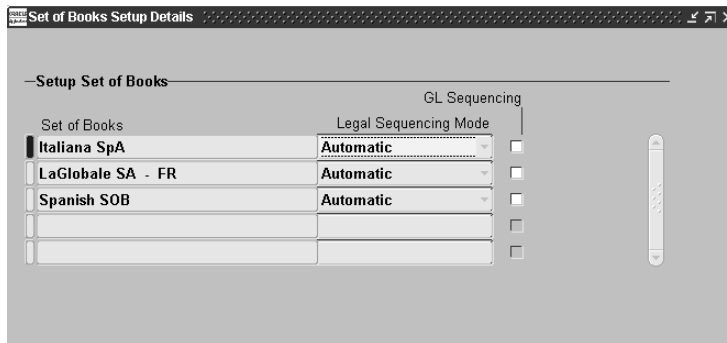 Set of Books Setup Details
Setup Set of Books
GL Sequencing
Set of Books
Legal Sequencing Mode
Italiana SpA
Automatic
LaGlobale SA - FR
Automatic
Spanish SOB
Automatic